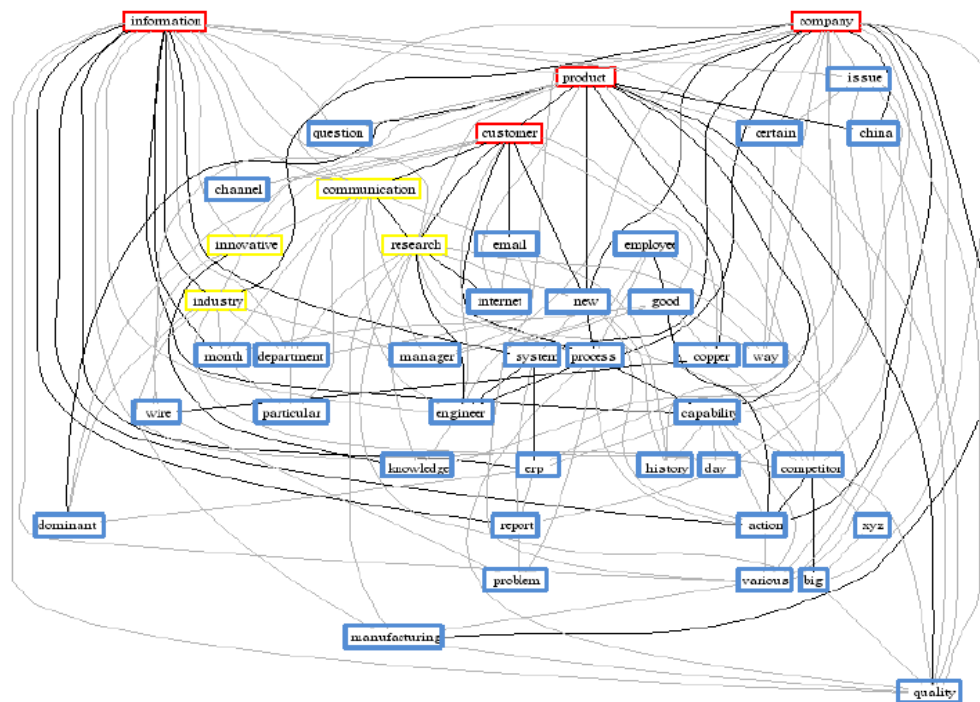 information
company
product
issue
question
customer
certain
china
channel
communication
innovative
research
email
employee
industry
internet
new
good
month
department
manager
system
process
copper
way
wire
particular
engineer
capability
knowledge
erp
history
day
competitor
dominant
report
action
xyz
problem
various
big
manufacturing
quality